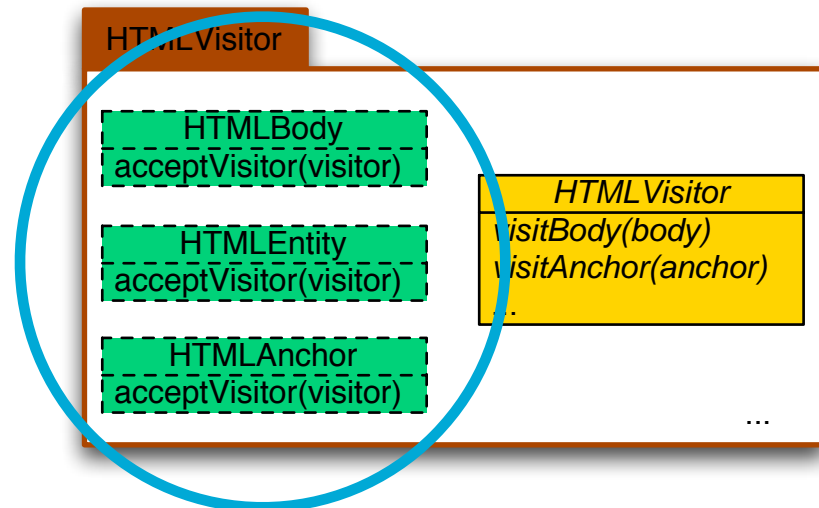 HTMLVisitor
HTMLBody
acceptVisitor(visitor)
HTMLEntity
acceptVisitor(visitor)
HTMLAnchor
acceptVisitor(visitor)
HTMLVisitor
visitBody(body)
visitAnchor(anchor)
...
...